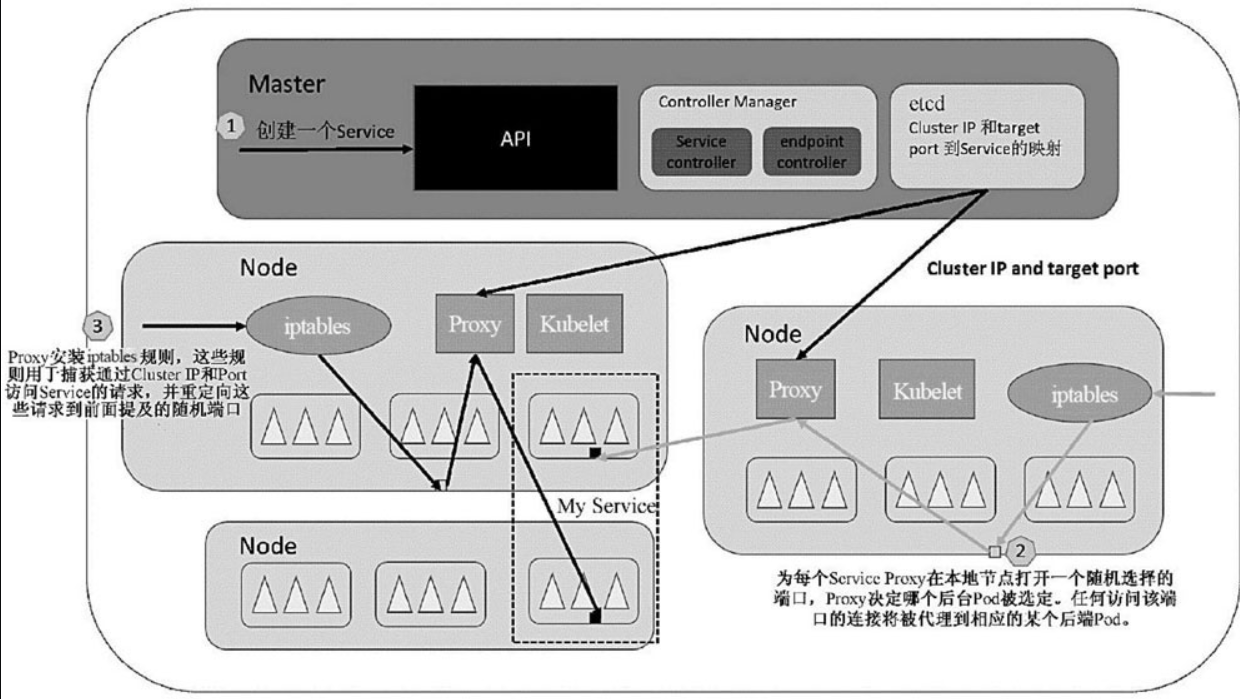 Master
1
创建一个Service
API
Controller Manager
Service
controller
endpoint
controller
etcd
Cluster IP 和target
port 到Service的映射
Cluster IP and target port
Node
3
iptables
Proxy
Kubelet
Proxy安装iptables 规则，这些规
则用于捕获通过Cluster IP和Port
访问Service的请求，并重定向这
些请求到前面提及的随机端口
Node
Proxy
Kubelet
iptables
My Service
Node
2
为每个Service Proxy在本地节点打开一个随机选择的
端口，Proxy决定哪个后台Pod被选定。任何访问该端
口的连接将被代理到相应的某个后端Pod。